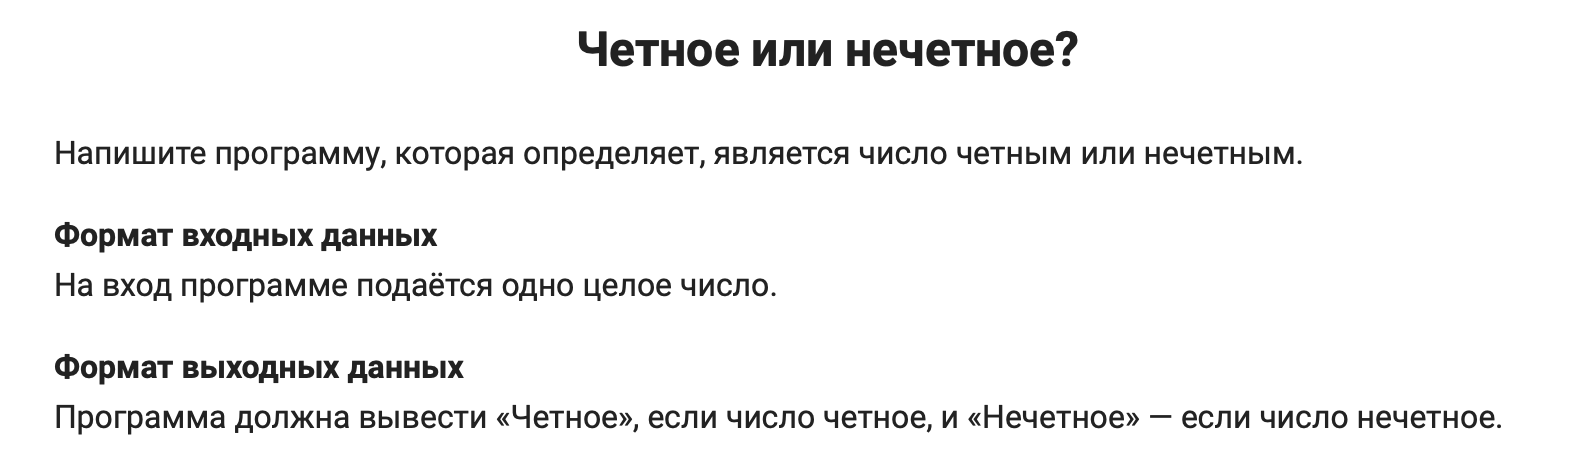 Четное или нечетное?
Напишите программу, которая определяет, является число четным или нечетным.
Формат входных данных
На вход программе подаётся одно целое число.
Формат выходных данных
Программа должна вывести «Четное», если число четное, и «Нечетное» — если число нечетное.